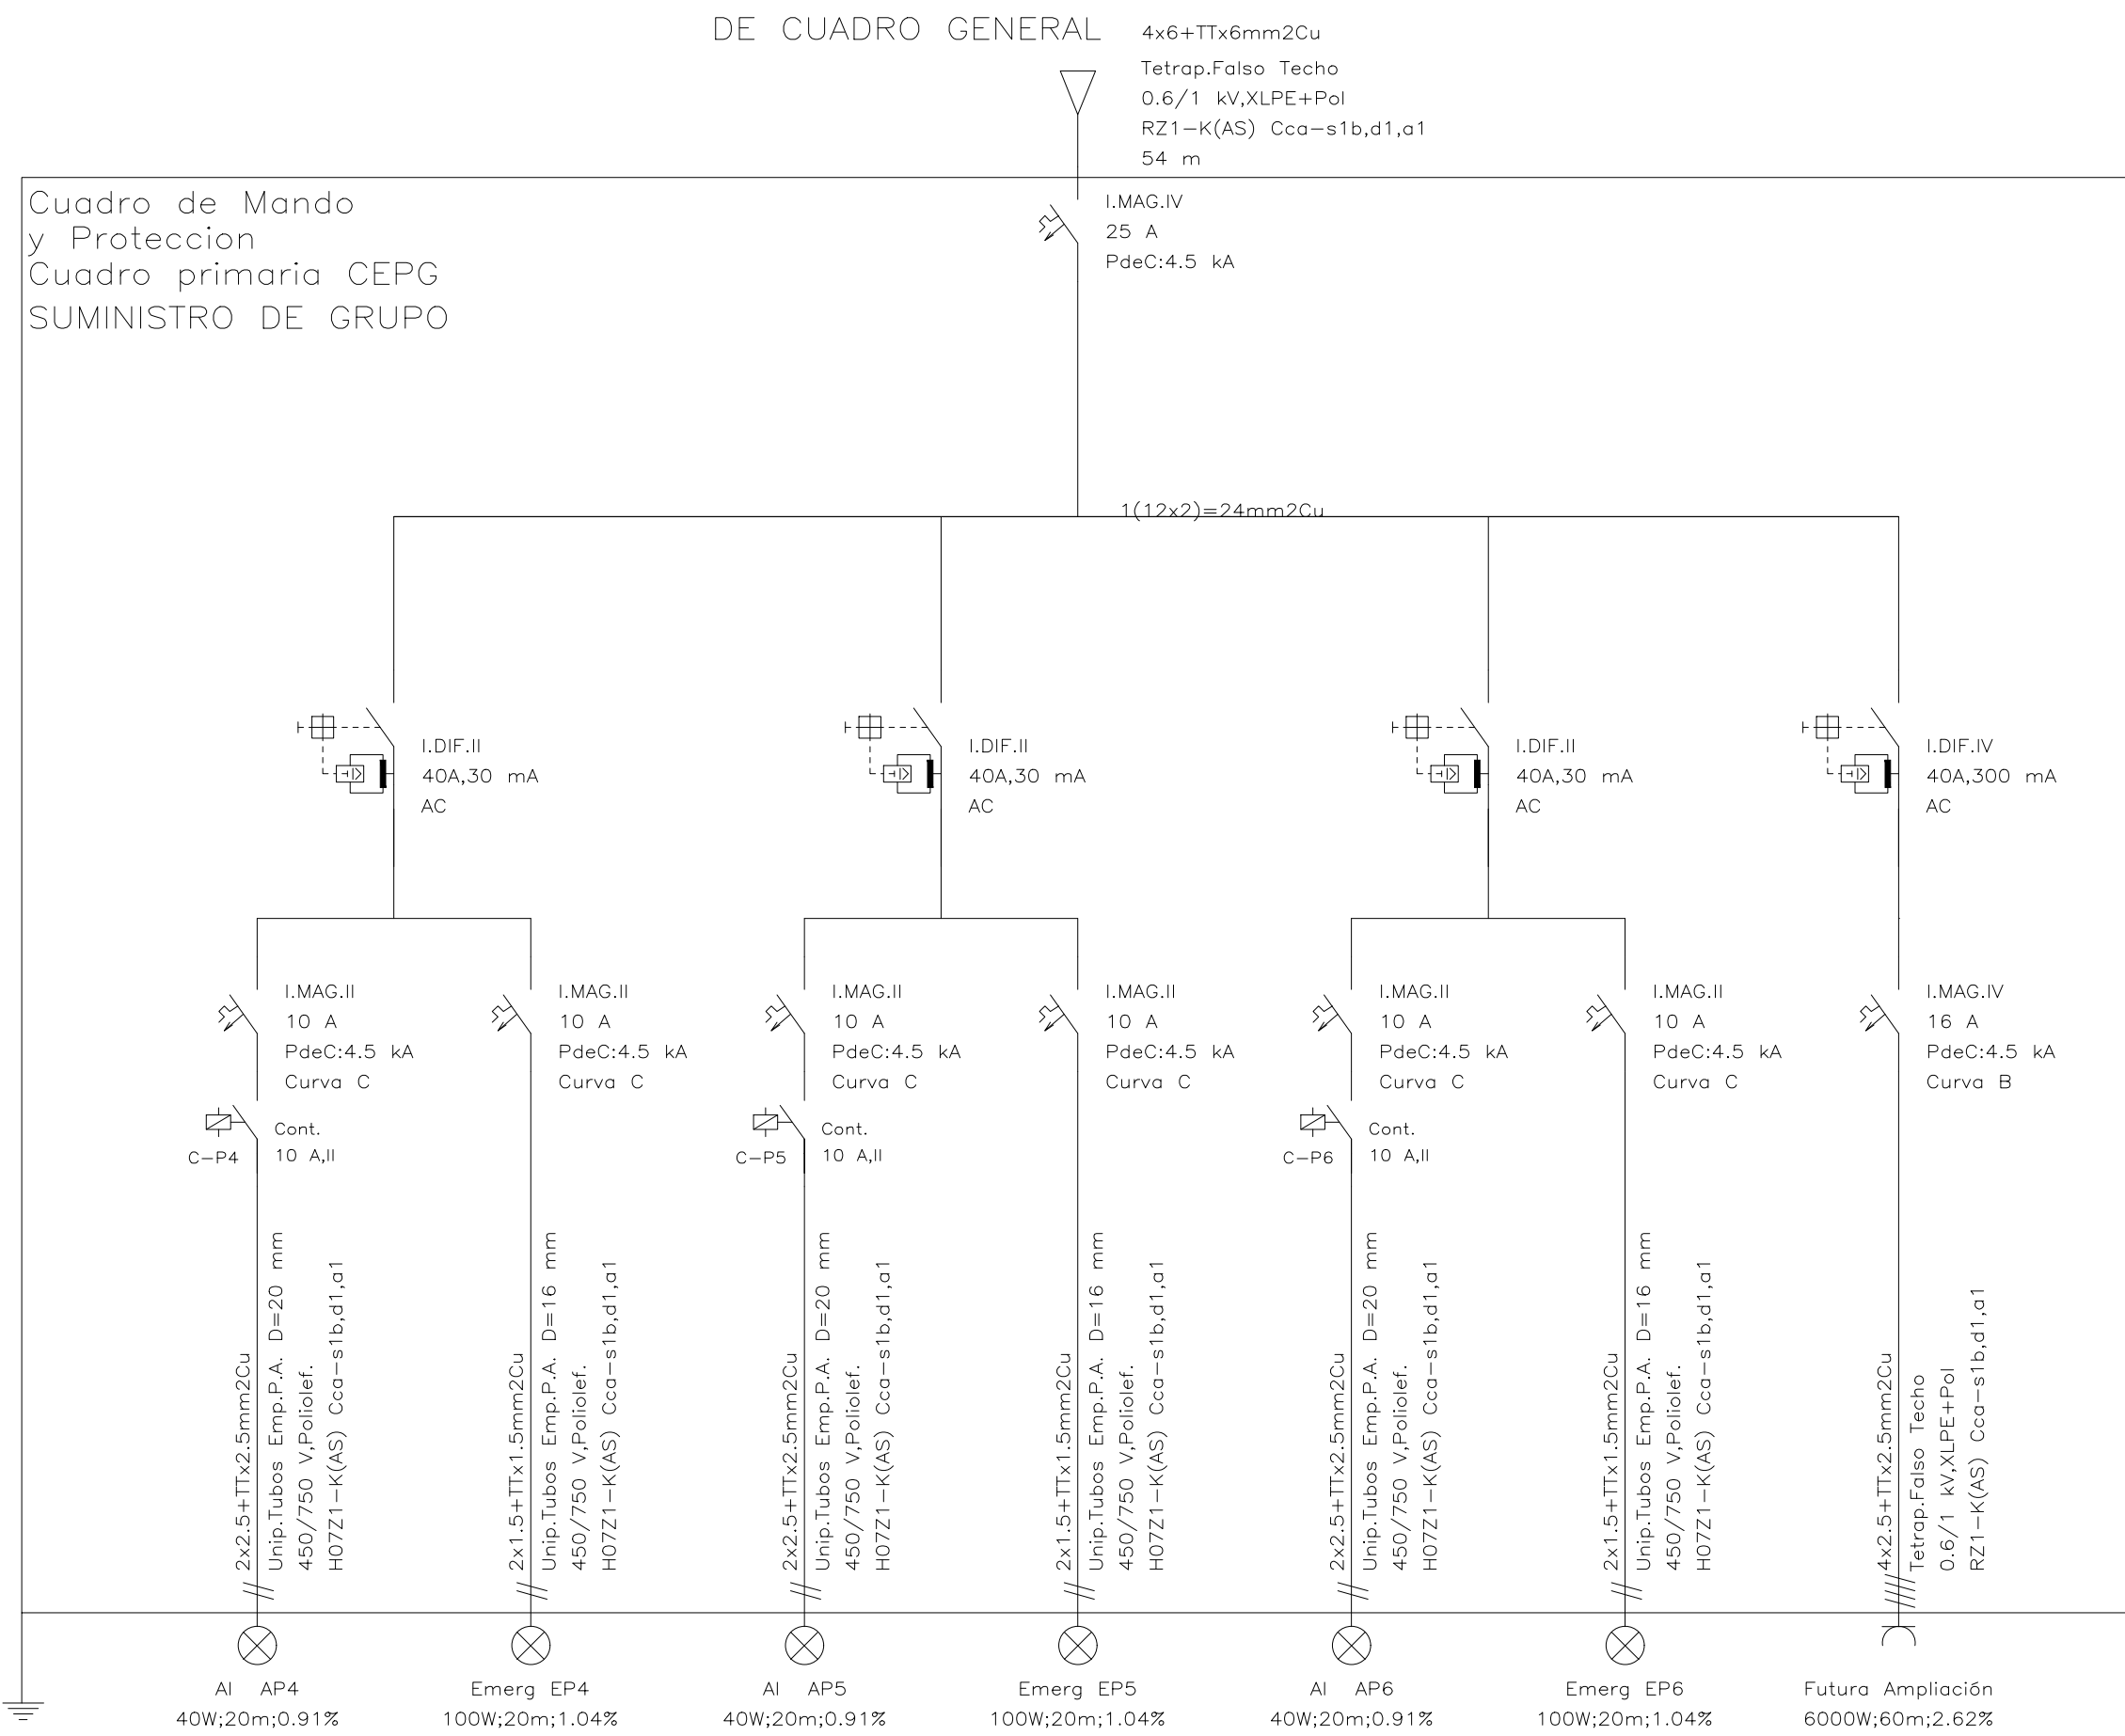 DE CUADRO GENERAL
4x6+TTx6mm2Cu
Tetrap.Falso Techo
0.6/1 kV,XLPE+Pol
RZ1-K(AS) Cca-s1b,d1,a1
54 m
Cuadro de Mando
y Proteccion
Cuadro primaria CEPG
SUMINISTRO DE GRUPO
I.MAG.IV
25 A
PdeC:4.5 kA
1(12x2)=24mm2Cu
I.DIF.II
40A,30 mA
AC
I.DIF.II
40A,30 mA
AC
I.DIF.II
40A,30 mA
AC
I.DIF.IV
40A,300 mA
AC
I.MAG.II
10 A
PdeC:4.5 kA
Curva C
I.MAG.II
10 A
PdeC:4.5 kA
Curva C
I.MAG.II
10 A
PdeC:4.5 kA
Curva C
I.MAG.II
10 A
PdeC:4.5 kA
Curva C
I.MAG.II
10 A
PdeC:4.5 kA
Curva C
I.MAG.II
10 A
PdeC:4.5 kA
Curva C
I.MAG.IV
16 A
PdeC:4.5 kA
Curva B
C-P4
Cont.
10 A,II
C-P5
Cont.
10 A,II
C-P6
Cont.
10 A,II
2x2.5+TTx2.5mm2Cu
Unip.Tubos Emp.P.A. D=20 mm
450/750 V,Poliolef.
H07Z1-K(AS) Cca-s1b,d1,a1
2x1.5+TTx1.5mm2Cu
Unip.Tubos Emp.P.A. D=16 mm
450/750 V,Poliolef.
H07Z1-K(AS) Cca-s1b,d1,a1
2x2.5+TTx2.5mm2Cu
Unip.Tubos Emp.P.A. D=20 mm
450/750 V,Poliolef.
H07Z1-K(AS) Cca-s1b,d1,a1
2x1.5+TTx1.5mm2Cu
Unip.Tubos Emp.P.A. D=16 mm
450/750 V,Poliolef.
H07Z1-K(AS) Cca-s1b,d1,a1
2x2.5+TTx2.5mm2Cu
Unip.Tubos Emp.P.A. D=20 mm
450/750 V,Poliolef.
H07Z1-K(AS) Cca-s1b,d1,a1
2x1.5+TTx1.5mm2Cu
Unip.Tubos Emp.P.A. D=16 mm
450/750 V,Poliolef.
H07Z1-K(AS) Cca-s1b,d1,a1
4x2.5+TTx2.5mm2Cu
Tetrap.Falso Techo
0.6/1 kV,XLPE+Pol
RZ1-K(AS) Cca-s1b,d1,a1
Al AP4
40W;20m;0.91%
Emerg EP4
100W;20m;1.04%
Al AP5
40W;20m;0.91%
Emerg EP5
100W;20m;1.04%
Al AP6
40W;20m;0.91%
Emerg EP6
100W;20m;1.04%
Futura Ampliación
6000W;60m;2.62%